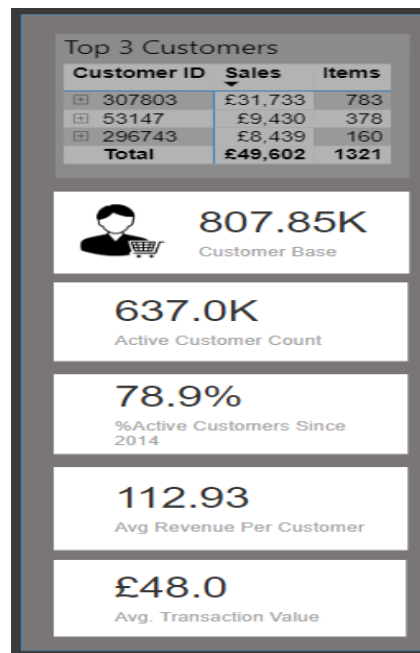 Top 3 Customers
Customer ID Sales Items
307803 £31,733 783
53147 £9,430 378
296743 £8,439 160
Total £49,602 1321
807.85K
Customer Base
637.0K
Active Customer Count
78.9%
%Active Customers Since
2014
112.93
Avg Revenue Per Customer
£48.0
Avg. Transaction Value